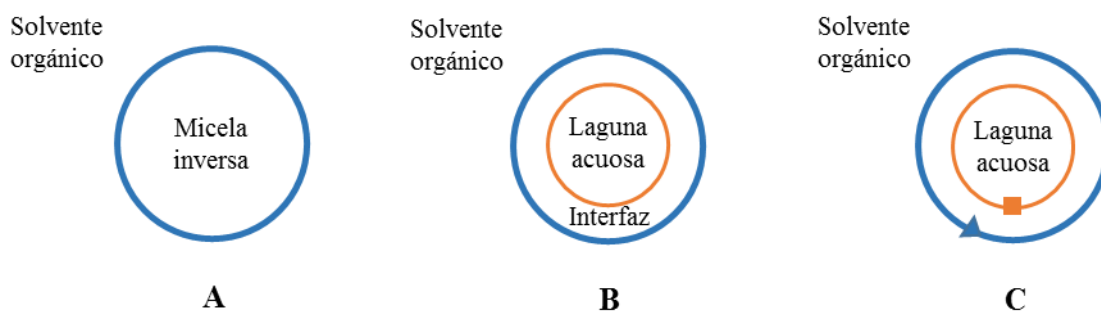 Solvente
orgánico
Micela
inversa
A
Solvente
orgánico
Laguna
acuosa
Interfaz
B
Solvente
orgánico
Laguna
acuosa
C